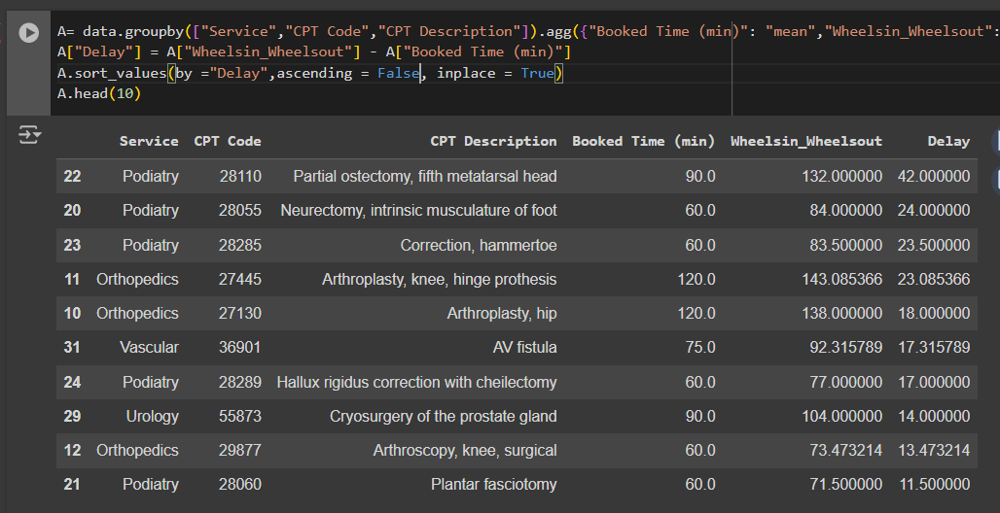 A= data.groupby(["Service","CPT Code","CPT Description"]).agg({"Booked Time (min)": "mean","Wheelsin_Wheelsout":
A["Delay"] = A["Wheelsin_Wheelsout"] - A["Booked Time (min)"]
A.sort_values(by ="Delay",ascending = False, inplace = True)
A.head(10)
Service CPT Code CPT Description Booked Time (min) Wheelsin_Wheelsout Delay
22 Podiatry 28110 Partial ostectomy, fifth metatarsal head 90.0 132.000000 42.000000
20 Podiatry 28055 Neurectomy, intrinsic musculature of foot 60.0 84.000000 24.000000
23 Podiatry 28285 Correction, hammertoe 60.0 83.500000 23.500000
11 Orthopedics 27445 Arthroplasty, knee, hinge prothesis 120.0 143.085366 23.085366
10 Orthopedics 27130 Arthroplasty, hip 120.0 138.000000 18.000000
31 Vascular 36901 AV fistula 75.0 92.315789 17.315789
24 Podiatry 28289 Hallux rigidus correction with cheilectomy 60.0 77.000000 17.000000
29 Urology 55873 Cryosurgery of the prostate gland 90.0 104.000000 14.000000
12 Orthopedics 29877 Arthroscopy, knee, surgical 60.0 73.473214 13.473214
21 Podiatry 28060 Plantar fasciotomy 60.0 71.500000 11.500000